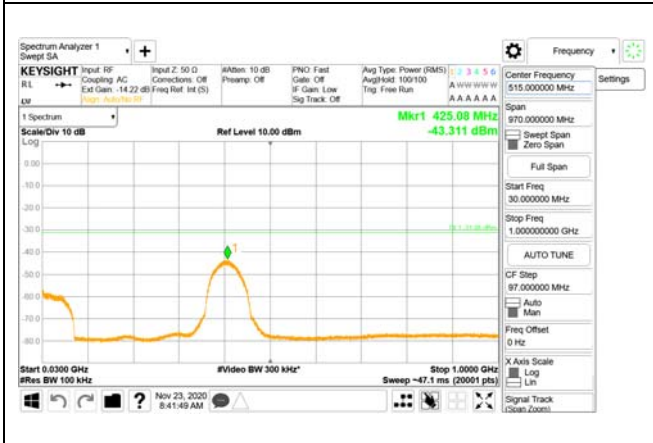 Spectrum Analyzer 1
Swept SA
Frequency
Settings
KEYSIGHT
Input: RF
Coupling: AC
Ext Gain: -14.22 dB
Align: Auto/No RF
Input Z: 50 Ω
Corrections: Off
Freq Ref: Int (S)
#Atten: 10 dB
Preamp: Off
PNO: Fast
Gate: Off
IF Gain: Low
Sig Track: Off
Avg Type: Power (RMS)
Avg|Hold: 100/100
Trig: Free Run
1 2 3 4 5 6
A W W W W W
A A A A A A
RL
1 Spectrum
Mkr1 425.08 MHz
-43.311 dBm
Scale/Div 10 dB
Ref Level 10.00 dBm
Log
0.00
-10.0
-20.0
-30.0
-40.0
-50.0
-60.0
-70.0
-80.0
1
Start 0.0300 GHz
#Res BW 100 kHz
#Video BW 300 kHz*
Stop 1.0000 GHz
Sweep ~47.1 ms (20001 pts)
Nov 23, 2020
8:41:49 AM
Center Frequency
515.000000 MHz
Span
970.000000 MHz
Swept Span
Zero Span
Full Span
Start Freq
30.000000 MHz
Stop Freq
1.000000000 GHz
AUTO TUNE
CF Step
97.000000 MHz
Auto
Man
Freq Offset
0 Hz
X Axis Scale
Log
Lin
Signal Track
(Span Zoom)